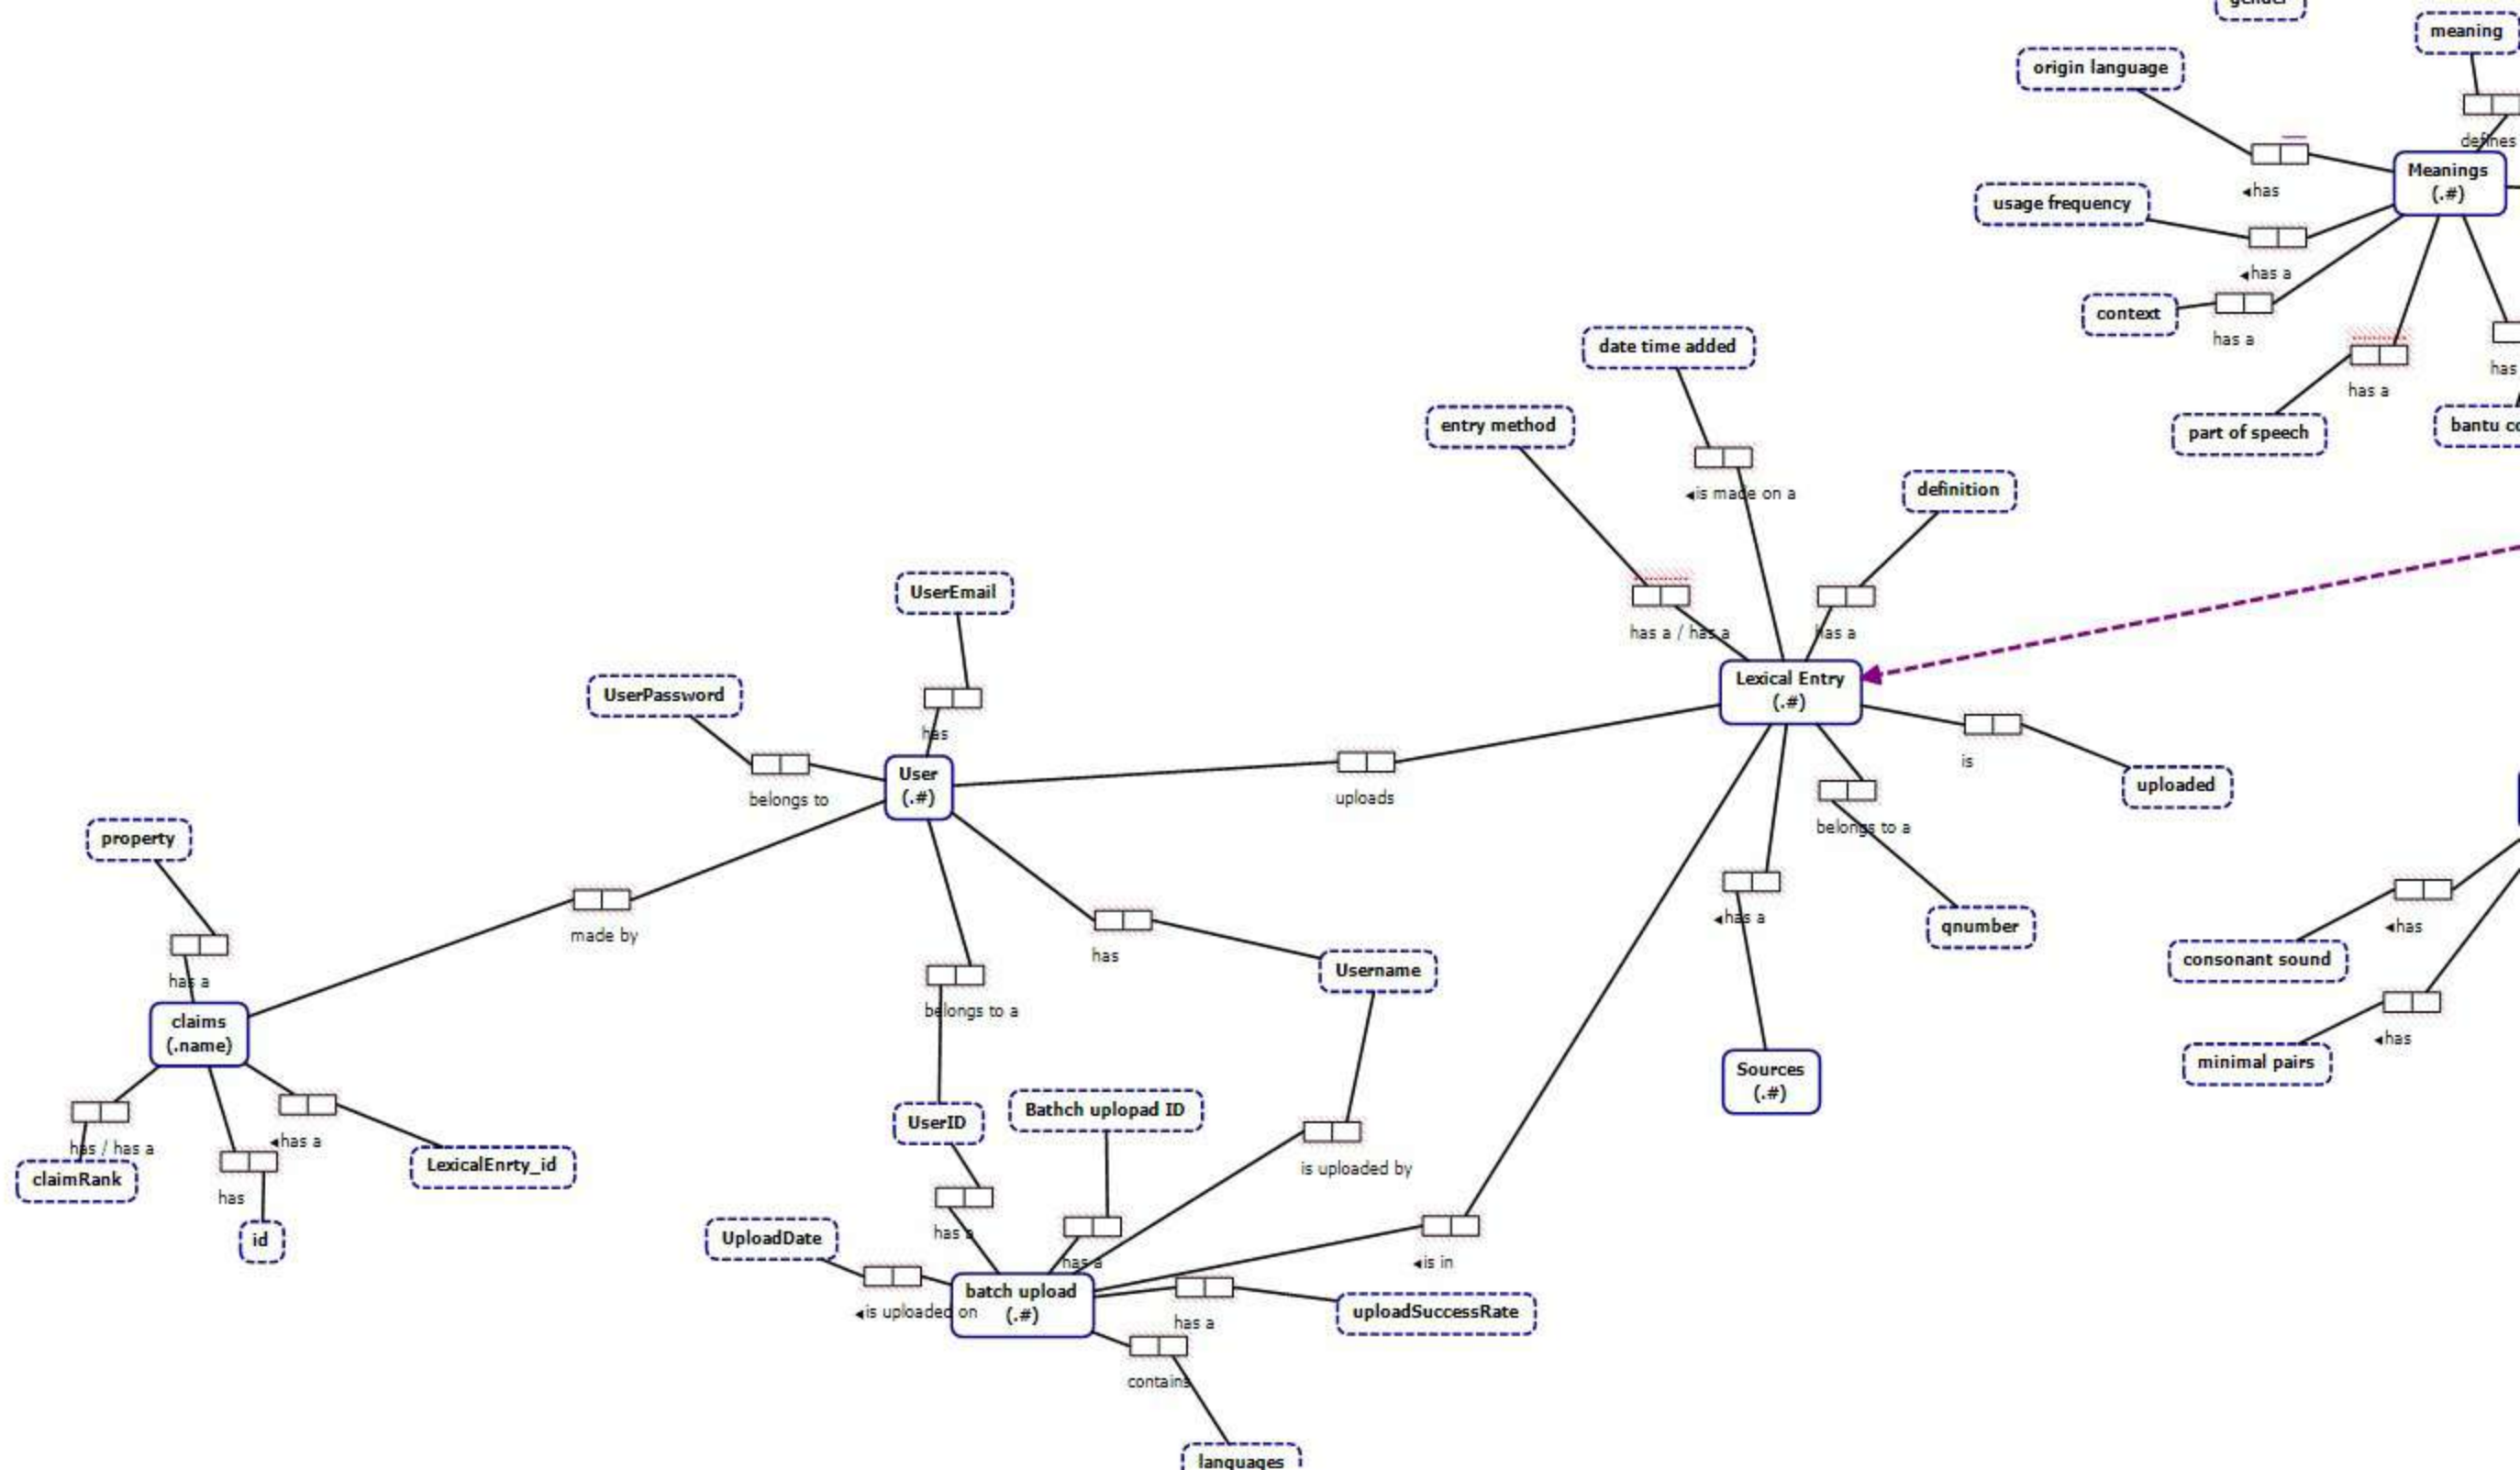 gender
meaning
origin language
defines
Meanings
(.#)
◄has
usage frequency
◄has a
context
has a
has
has a
part of speech
bantu co
date time added
entry method
◄is made on a
definition
has a / has a
has a
UserEmail
Lexical Entry
(.#)
UserPassword
has
User
(.#)
is
uploaded
belongs to
uploads
belongs to a
property
◄has a
qnumber
◄has
consonant sound
made by
has
Username
has a
belongs to a
claims
(.name)
◄has
minimal pairs
Sources
(.#)
Bathch uplopad ID
UserID
has / has a
◄has a
LexicalEnrty_id
claimRank
has
is uploaded by
id
UploadDate
has a
has a
◄is in
batch upload
(.#)
◄is uploaded on
has a
uploadSuccessRate
contains
languages